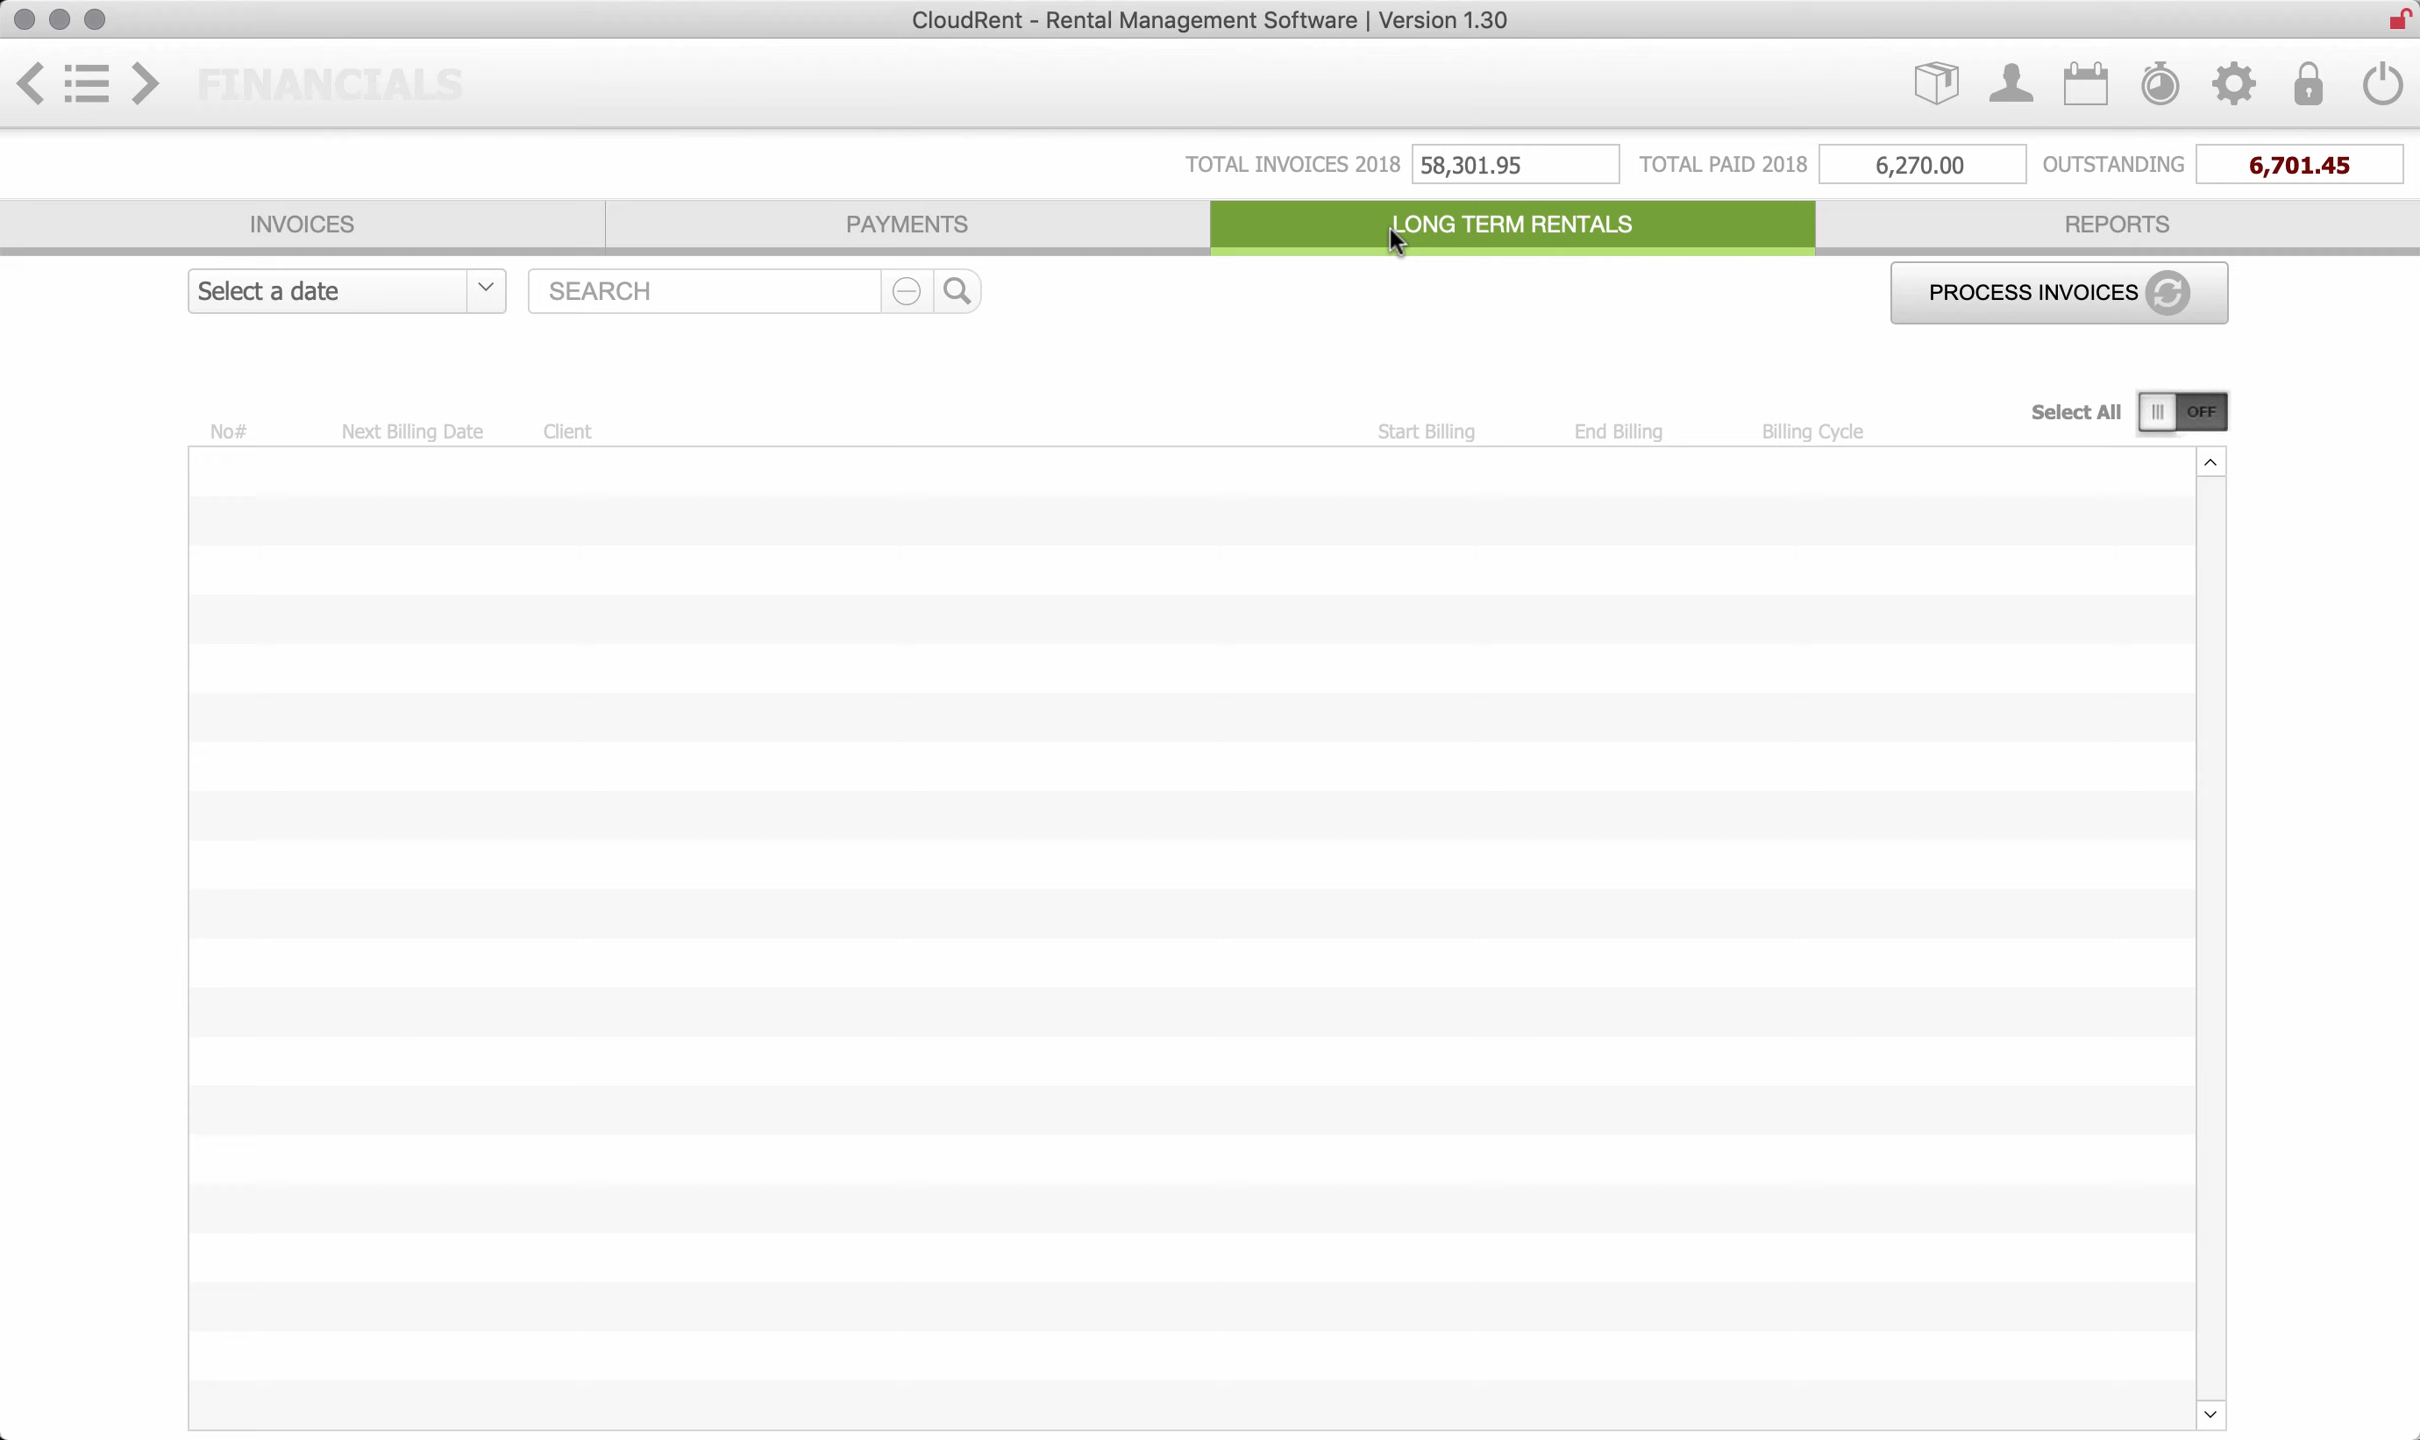 CloudRent - Rental Management Software | Version 1.30
FINANCIALS
TOTAL INVOICES 2018 58,301.95 TOTAL PAID 2018 6,270.00 OUTSTANDING 6,701.45
INVOICES PAYMENTS LONG TERM RENTALS REPORTS
Select a date SEARCH PROCESS INVOICES
Select All OFF
No# Next Billing Date Client Start Billing End Billing Billing Cycle